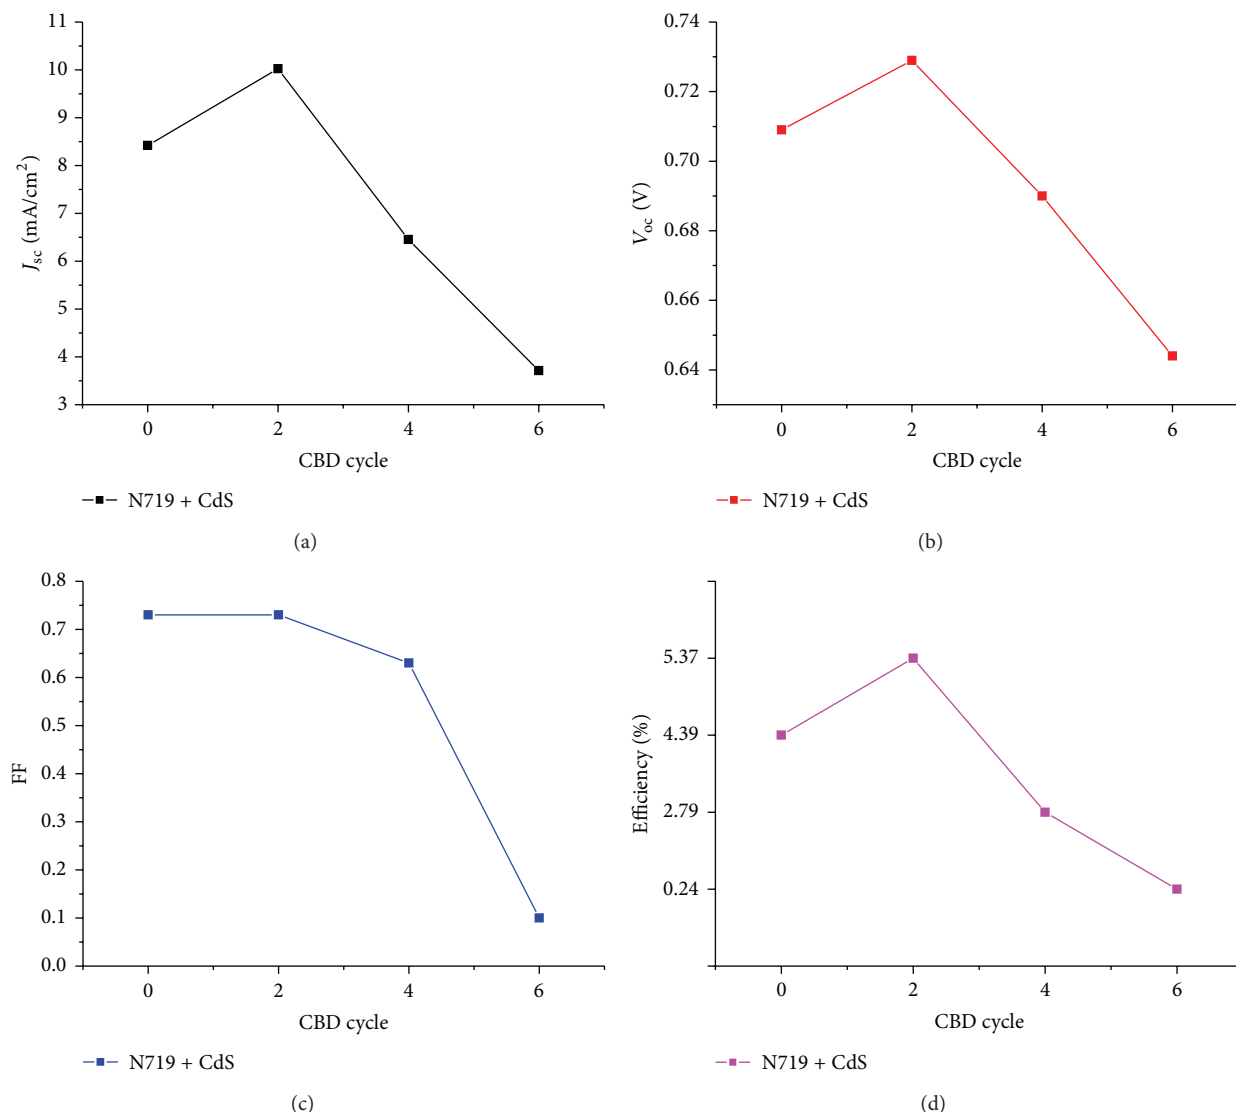 11
10
9
8
7
6
5
4
3
J_sc (mA/cm²)
0 2 4 6
CBD cycle
N719 + CdS
(a)
0.74
0.72
0.70
0.68
0.66
0.64
V_oc (V)
0 2 4 6
CBD cycle
N719 + CdS
(b)
0.8
0.7
0.6
0.5
0.4
0.3
0.2
0.1
0.0
FF
0 2 4 6
CBD cycle
N719 + CdS
(c)
5.37
4.39
2.79
0.24
Efficiency (%)
0 2 4 6
CBD cycle
N719 + CdS
(d)